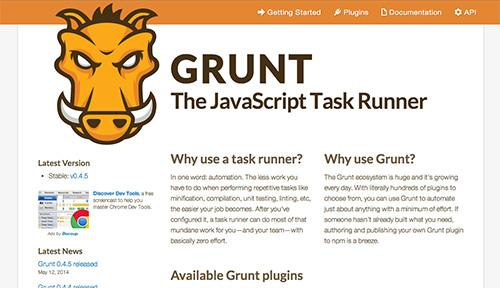 Getting Started Plugins Documentation API
GRUNT
The JavaScript Task Runner
Latest Version
Stable: v0.4.5
Discover Dev Tools, a free
screencast to help you
master Chrome Dev Tools.
Ads by Bocoup.
Latest News
Grunt 0.4.5 released
May 12, 2014
Grunt 0.4.4 released
Why use a task runner?
In one word: automation. The less work you
have to do when performing repetitive tasks like
minification, compilation, unit testing, linting, etc,
the easier your job becomes. After you've
configured it, a task runner can do most of that
mundane work for you—and your team—with
basically zero effort.
Why use Grunt?
The Grunt ecosystem is huge and it's growing
every day. With literally hundreds of plugins to
choose from, you can use Grunt to automate
just about anything with a minimum of effort. If
someone hasn't already built what you need,
authoring and publishing your own Grunt plugin
to npm is a breeze.
Available Grunt plugins